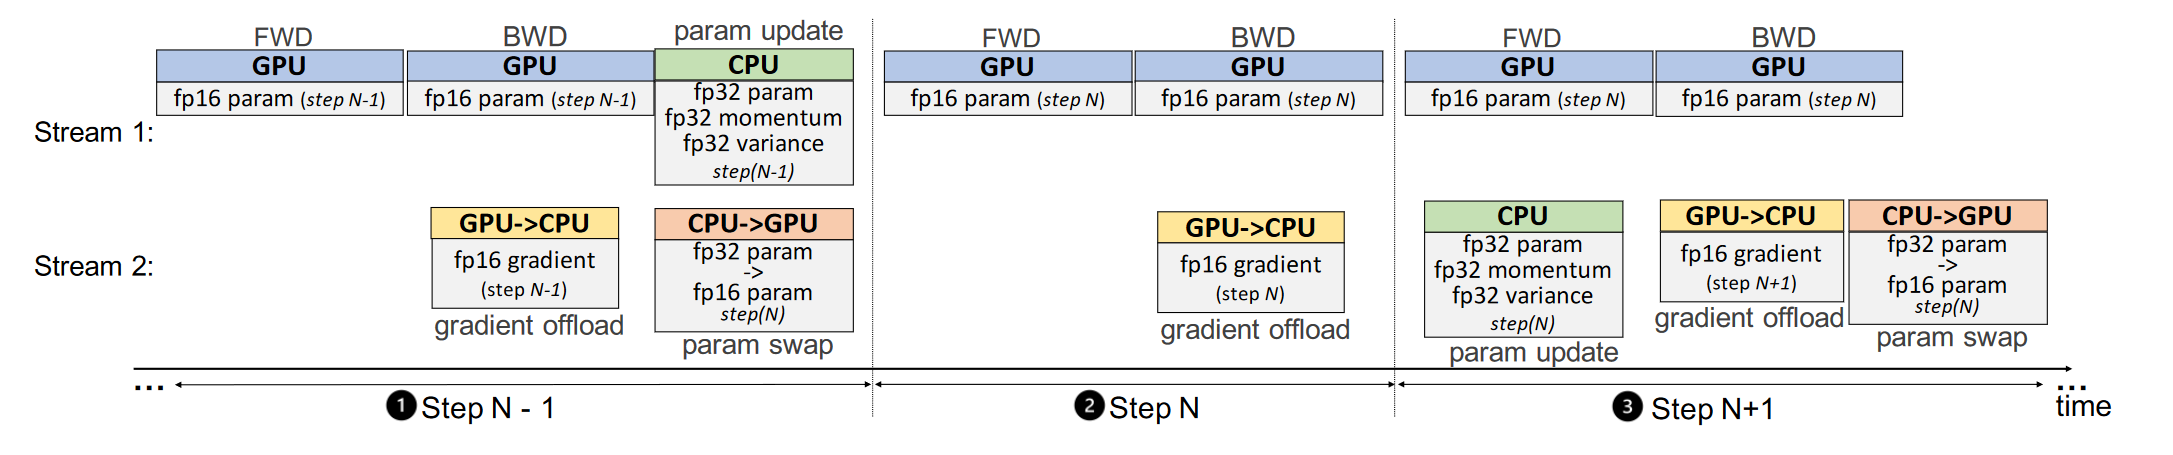 FWD
GPU
fp16 param (step N-1)
BWD
GPU
fp16 param (step N-1)
param update
CPU
fp32 param
fp32 momentum
fp32 variance
step(N-1)
FWD
GPU
fp16 param (step N)
BWD
GPU
fp16 param (step N)
FWD
GPU
fp16 param (step N)
BWD
GPU
fp16 param (step N)
Stream 1:
Stream 2:
GPU->CPU
fp16 gradient
(step N-1)
gradient offload
CPU->GPU
fp32 param
->
fp16 param
step(N)
param swap
GPU->CPU
fp16 gradient
(step N)
gradient offload
CPU
fp32 param
fp32 momentum
fp32 variance
step(N)
param update
GPU->CPU
fp16 gradient
(step N+1)
gradient offload
CPU->GPU
fp32 param
->
fp16 param
step(N)
param swap
...
1 Step N - 1
2 Step N
3 Step N+1
...
time